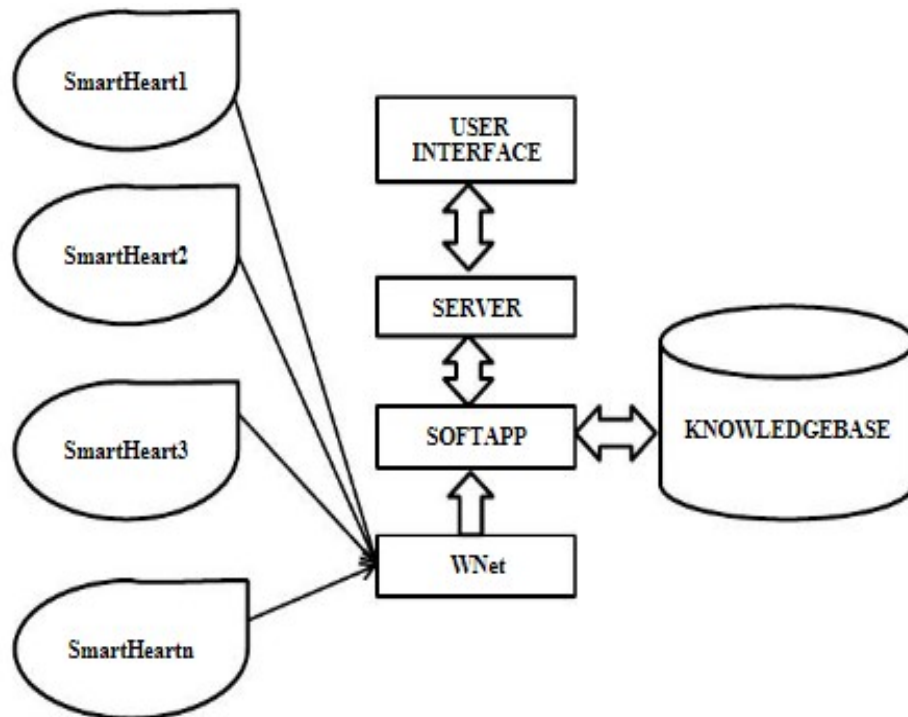 SmartHeart1
USER
INTERFACE
SmartHeart2
SERVER
SmartHeart3
SOFTAPP
KNOWLEDGEBASE
WNet
SmartHeartn